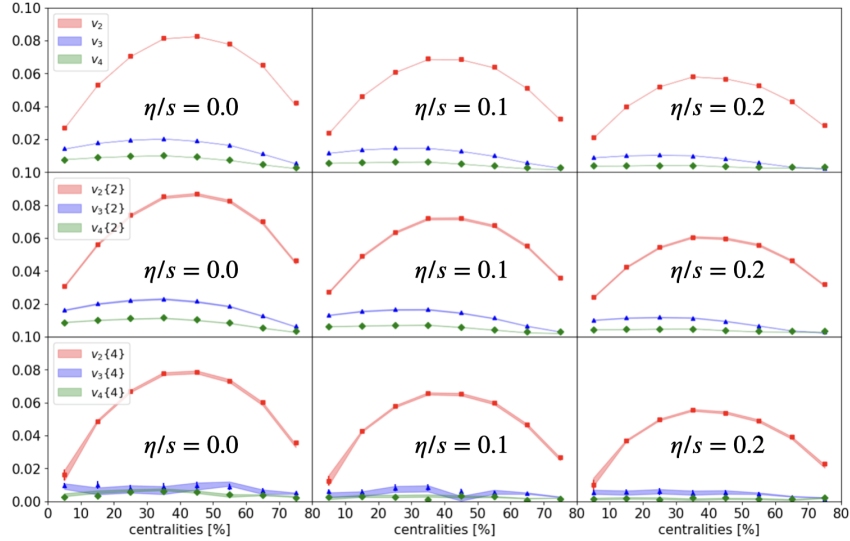 0.10
v₂
v₃
v₄
0.08
0.06
0.04
η/s = 0.0
η/s = 0.1
η/s = 0.2
0.02
0.10
v₂{2}
v₃{2}
v₄{2}
0.08
0.06
0.04
η/s = 0.0
η/s = 0.1
η/s = 0.2
0.02
0.10
v₂{4}
v₃{4}
v₄{4}
0.08
0.06
0.04
η/s = 0.0
η/s = 0.1
η/s = 0.2
0.02
0.00
0 10 20 30 40 50 60 70 80 10 20 30 40 50 60 70 80 10 20 30 40 50 60 70 80
centralities [%] centralities [%] centralities [%]